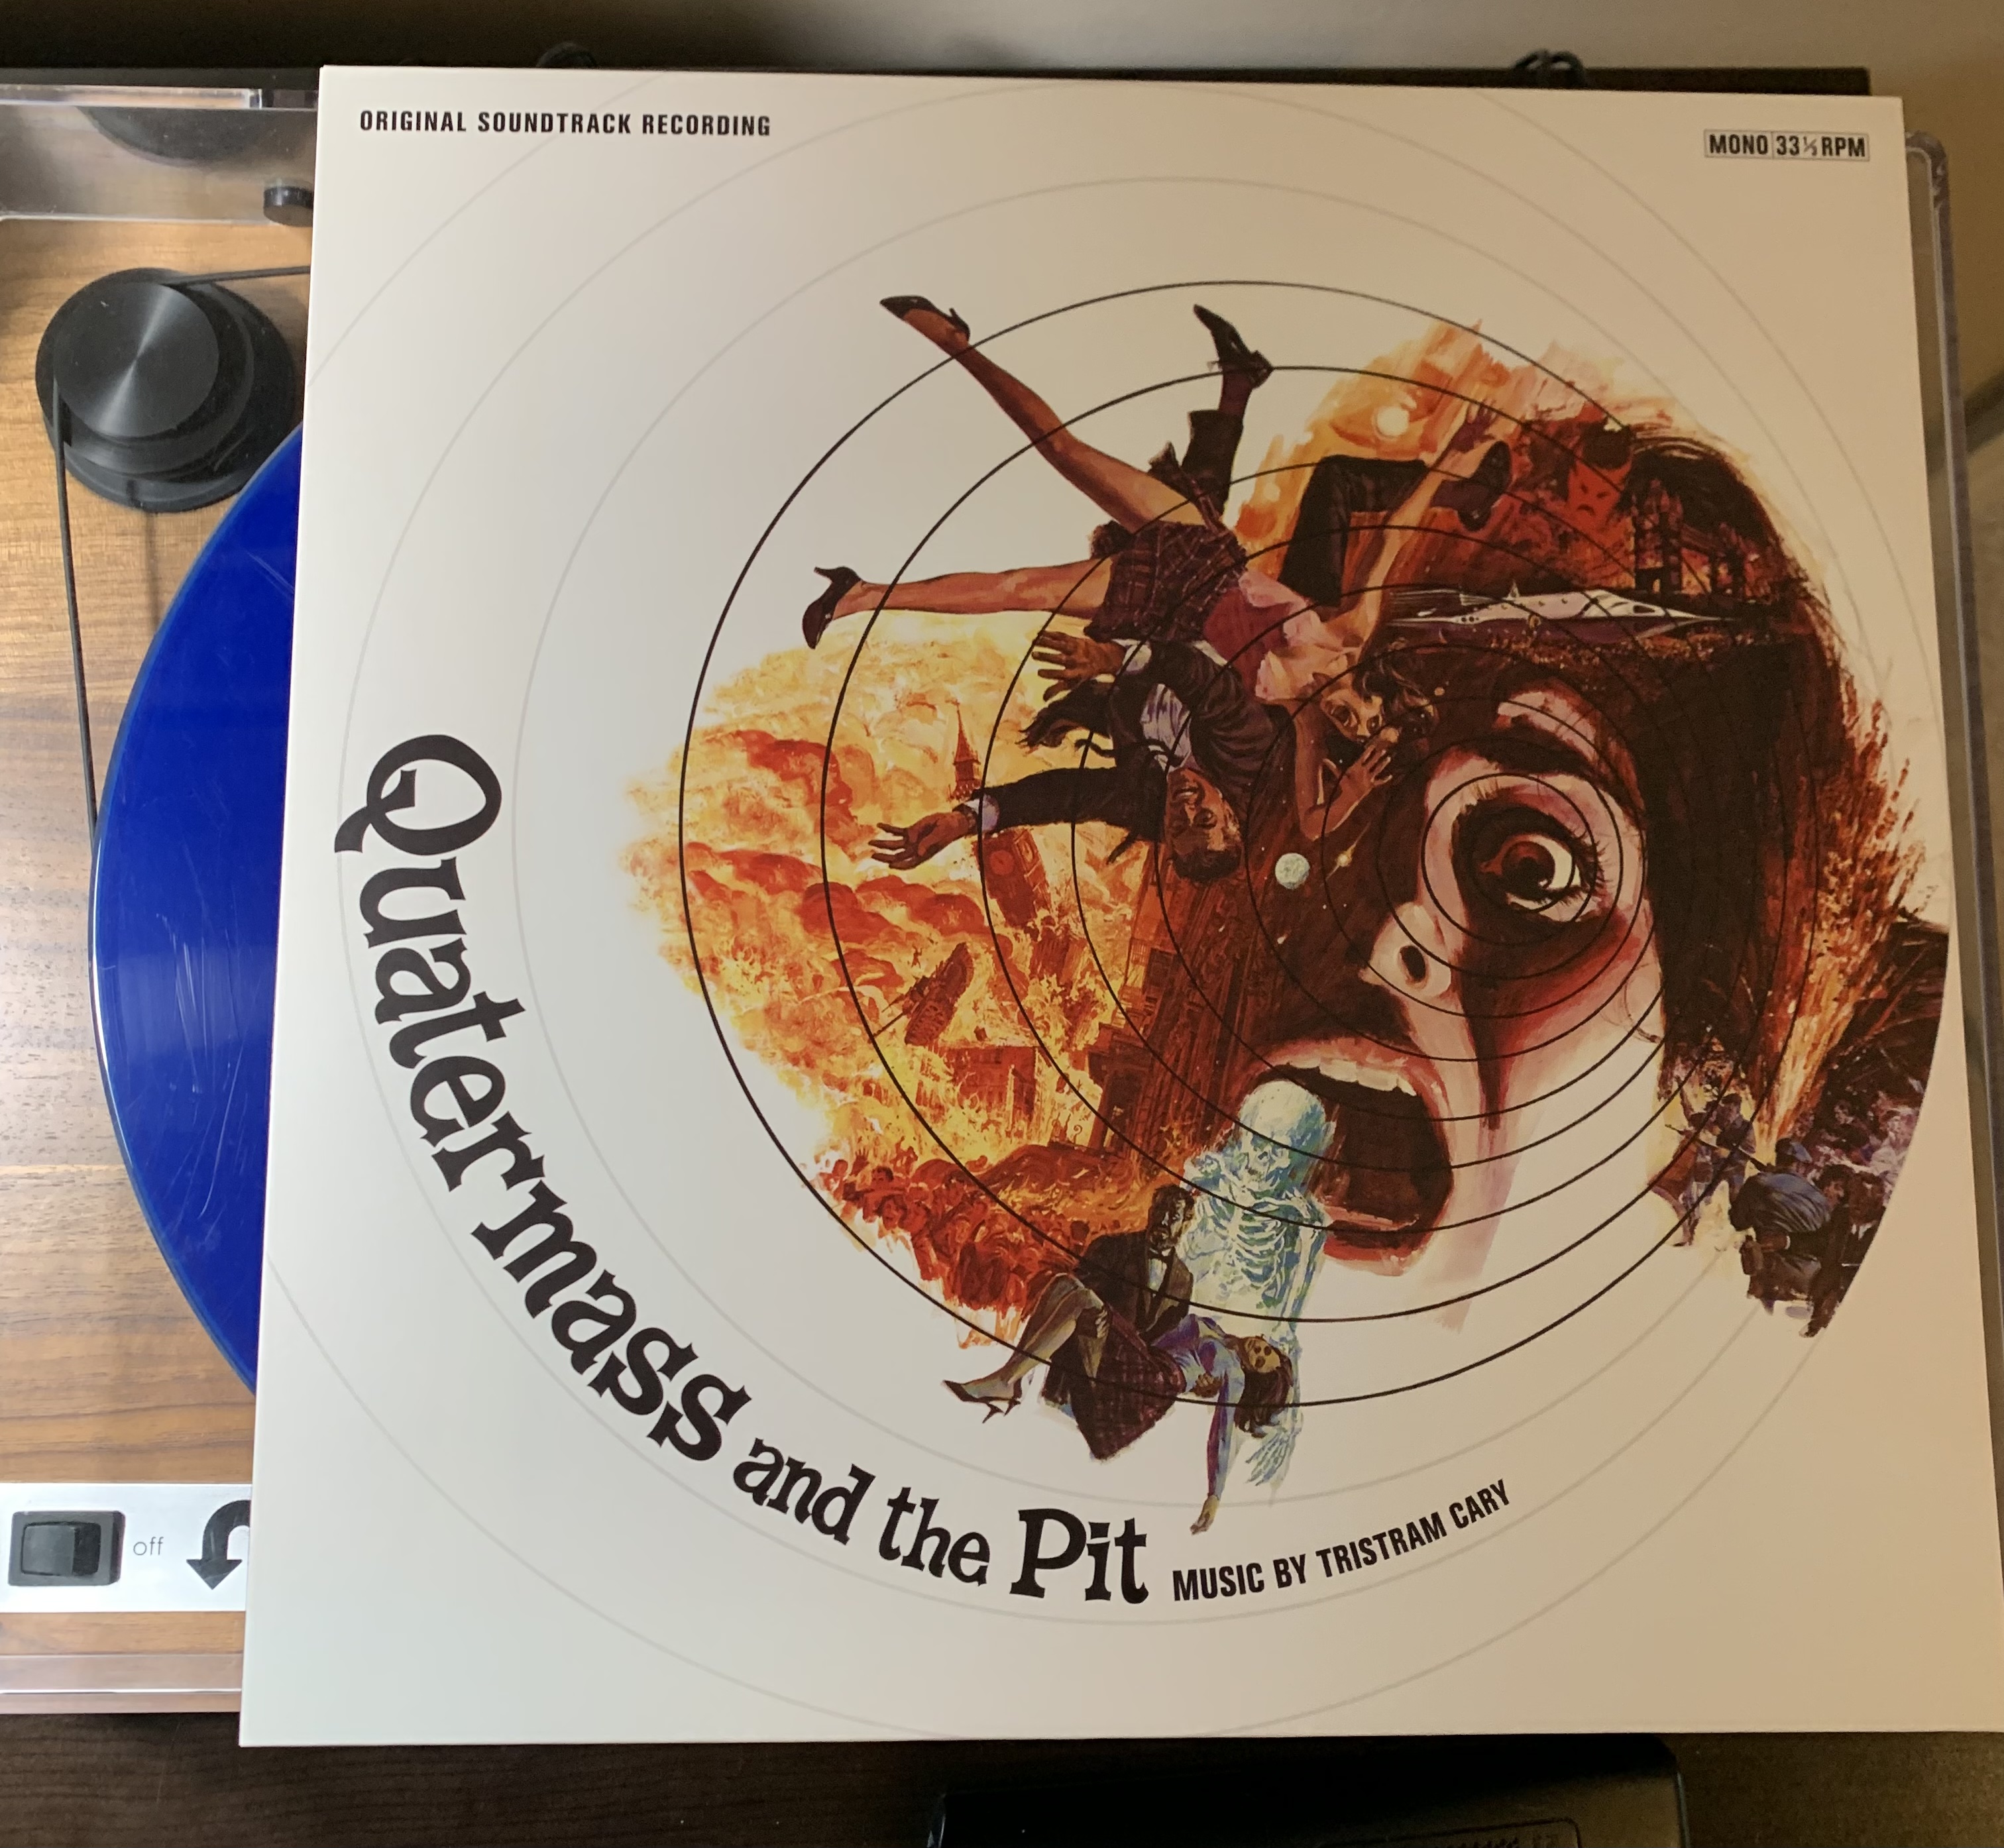 ORIGINAL SOUNDTRACK RECORDING
MONO 33⅓ RPM
Quatermass and the Pit
MUSIC BY TRISTRAM CARY
off